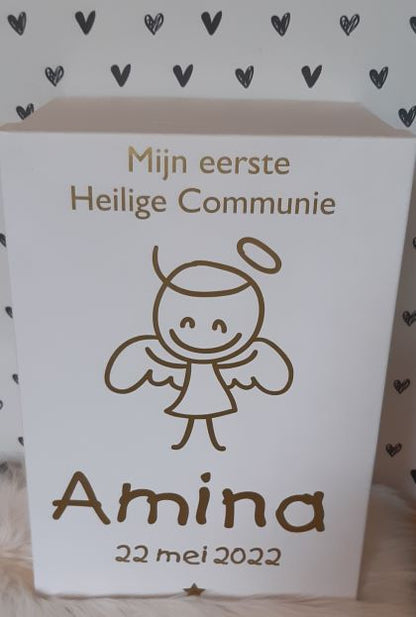 Mijn eerste
Heilige Communie
Amina
22 mei 2022